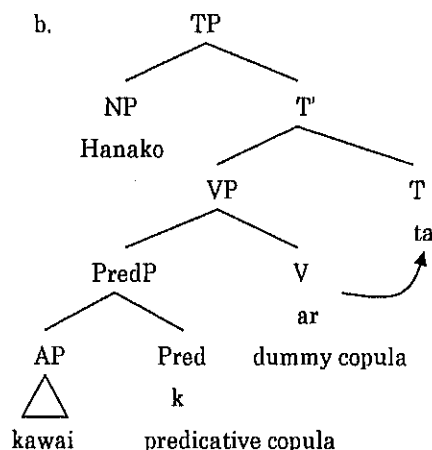 b. TP
NP T'
Hanako
VP T
ta
PredP V
ar
AP Pred dummy copula
k
kawai predicative copula